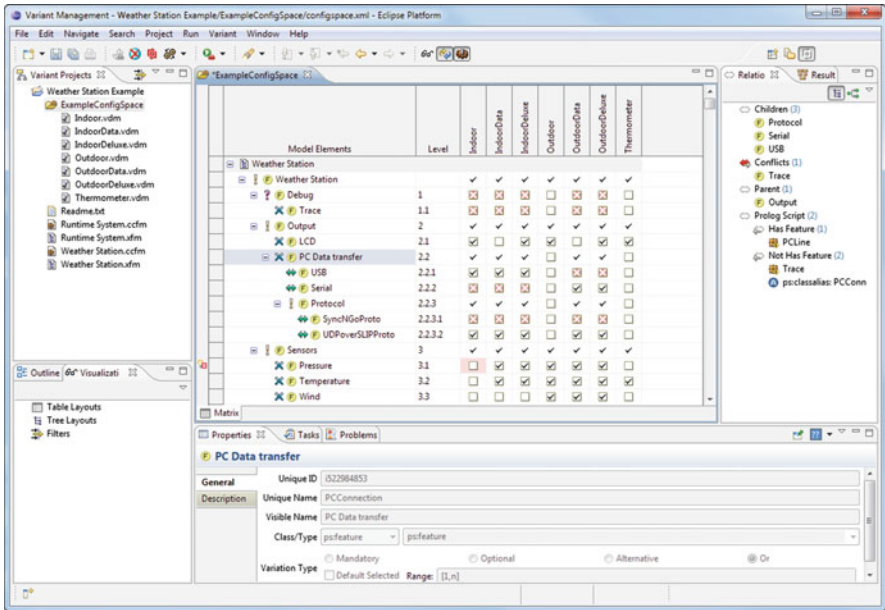 Variant Management - Weather Station Example/ExampleConfigSpace/configspace.xml - Eclipse Platform
File Edit Navigate Search Project Run Variant Window Help
Variant Projects
Weather Station Example
ExampleConfigSpace
Indoor.vdm
IndoorData.vdm
IndoorDeluxe.vdm
Outdoor.vdm
OutdoorData.vdm
OutdoorDeluxe.vdm
Thermometer.vdm
Readme.txt
Runtime System.ccfm
Runtime System.xfm
Weather Station.ccfm
Weather Station.xfm
Outline Visualizati
Table Layouts
Tree Layouts
Filters
*ExampleConfigSpace
Model Elements Level Indoor IndoorData IndoorDeluxe Outdoor OutdoorData OutdoorDeluxe Thermometer
Weather Station
Weather Station
Debug 1
Trace 1.1
Output 2
LCD 2.1
PC Data transfer 2.2
USB 2.2.1
Serial 2.2.2
Protocol 2.2.3
SyncNGoProto 2.2.3.1
UDPoverSLIPProto 2.2.3.2
Sensors 3
Pressure 3.1
Temperature 3.2
Wind 3.3
Matrix
Relatio Result
Children (3)
Protocol
Serial
USB
Conflicts (1)
Trace
Parent (1)
Output
Prolog Script (2)
Has Feature (1)
PCLine
Not Has Feature (2)
Trace
ps:classalias: PCConn
Properties Tasks Problems
PC Data transfer
General
Description
Unique ID i522984853
Unique Name PCConnection
Visible Name PC Data transfer
Class/Type ps:feature ps:feature
Variation Type Mandatory Optional Alternative Or
Default Selected Range: [1,n]